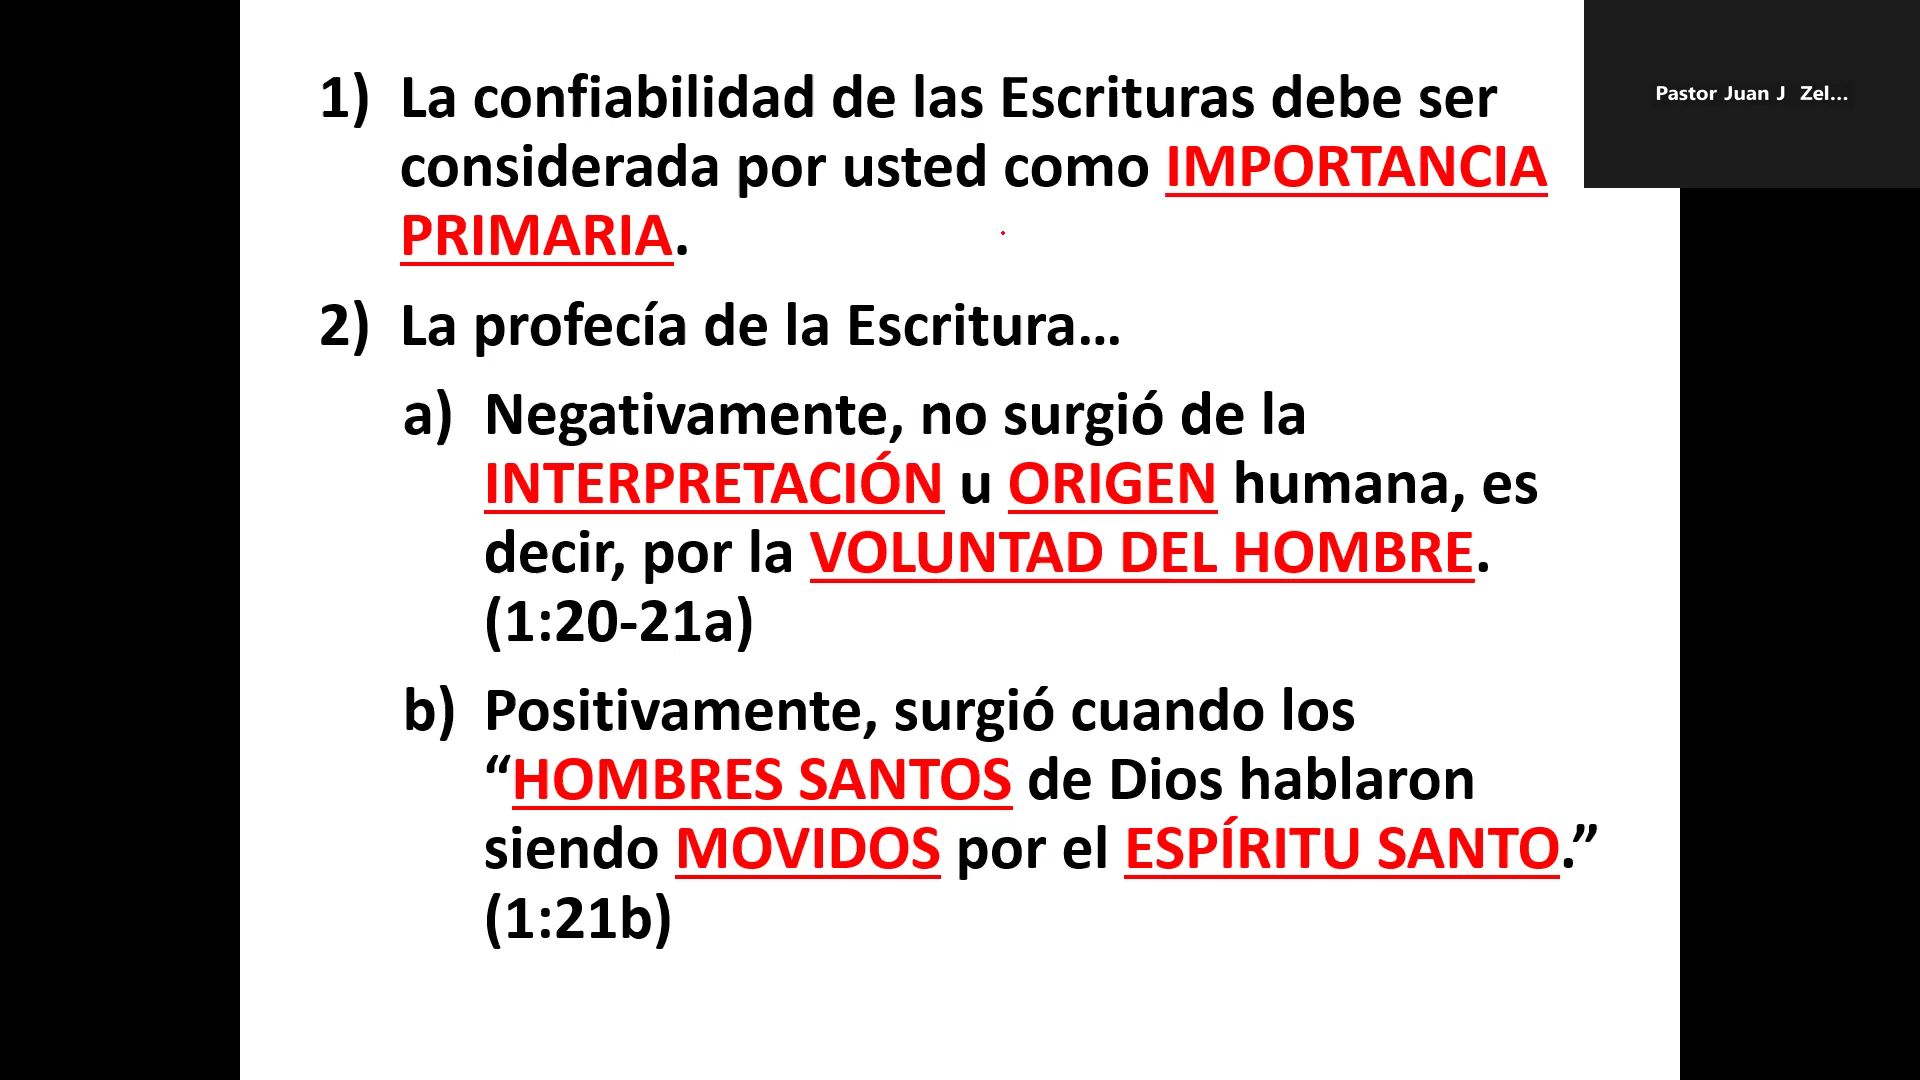 1) La confiabilidad de las Escrituras debe ser
considerada por usted como IMPORTANCIA
PRIMARIA.
2) La profecía de la Escritura...
a) Negativamente, no surgió de la
INTERPRETACIÓN u ORIGEN humana, es
decir, por la VOLUNTAD DEL HOMBRE.
(1:20-21a)
b) Positivamente, surgió cuando los
“HOMBRES SANTOS de Dios hablaron
siendo MOVIDOS por el ESPÍRITU SANTO.”
(1:21b)
Pastor Juan J Zel...